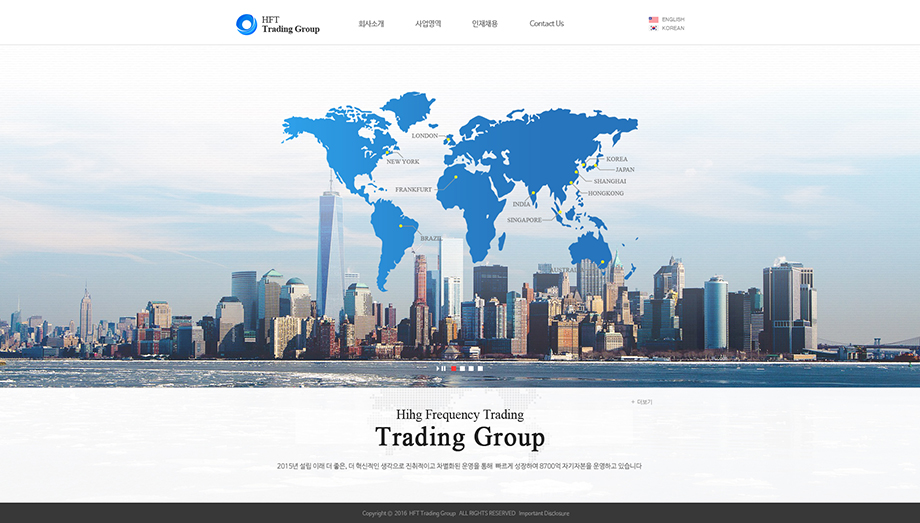 HFT
Trading Group
회사소개 사업영역 인재채용 Contact Us
ENGLISH
KOREAN
LONDON
NEW YORK
KOREA
JAPAN
SHANGHAI
FRANKFURT
HONGKONG
INDIA
SINGAPORE
BRAZIL
+ 더보기
Hihg Frequency Trading
Trading Group
2015년 설립 이래 더 좋은, 더 혁신적인 생각으로 진취적이고 차별화된 운영을 통해 빠르게 성장하여 8700억 자기자본을 운영하고 있습니다
Copyright © 2016 HFT Trading Group ALL RIGHTS RESERVED Important Disclosure